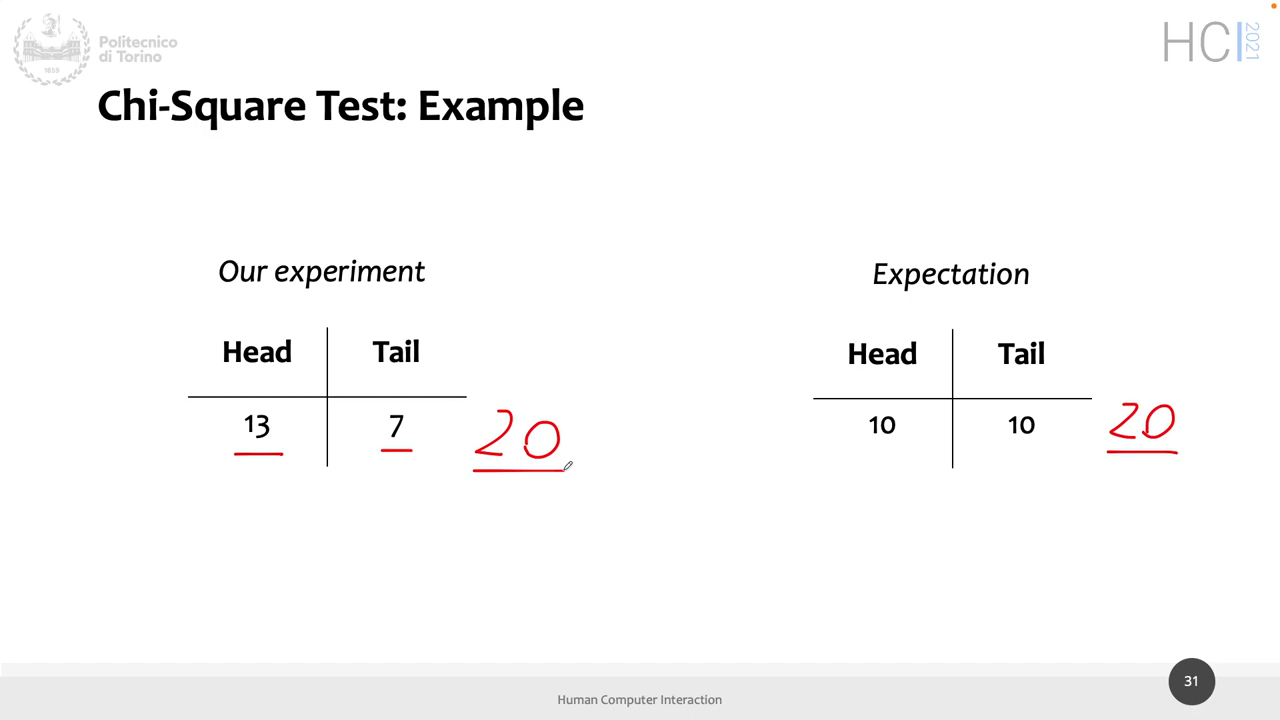 Politecnico
di Torino
1859
HCI 2021
Chi-Square Test: Example
Our experiment
Head Tail
13 7 20
Expectation
Head Tail
10 10 20
Human Computer Interaction
31